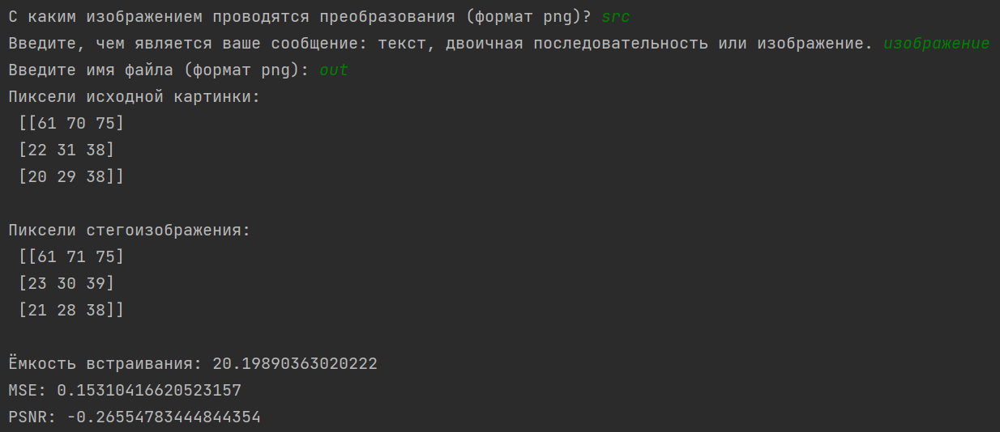 С каким изображением проводятся преобразования (формат png)? src
Введите, чем является ваше сообщение: текст, двоичная последовательность или изображение. изображение
Введите имя файла (формат png): out
Пиксели исходной картинки:
[[61 70 75]
[22 31 38]
[20 29 38]]
Пиксели стегоизображения:
[[61 71 75]
[23 30 39]
[21 28 38]]
Ёмкость встраивания: 20.19890363020222
MSE: 0.15310416620523157
PSNR: -0.26554783444844354